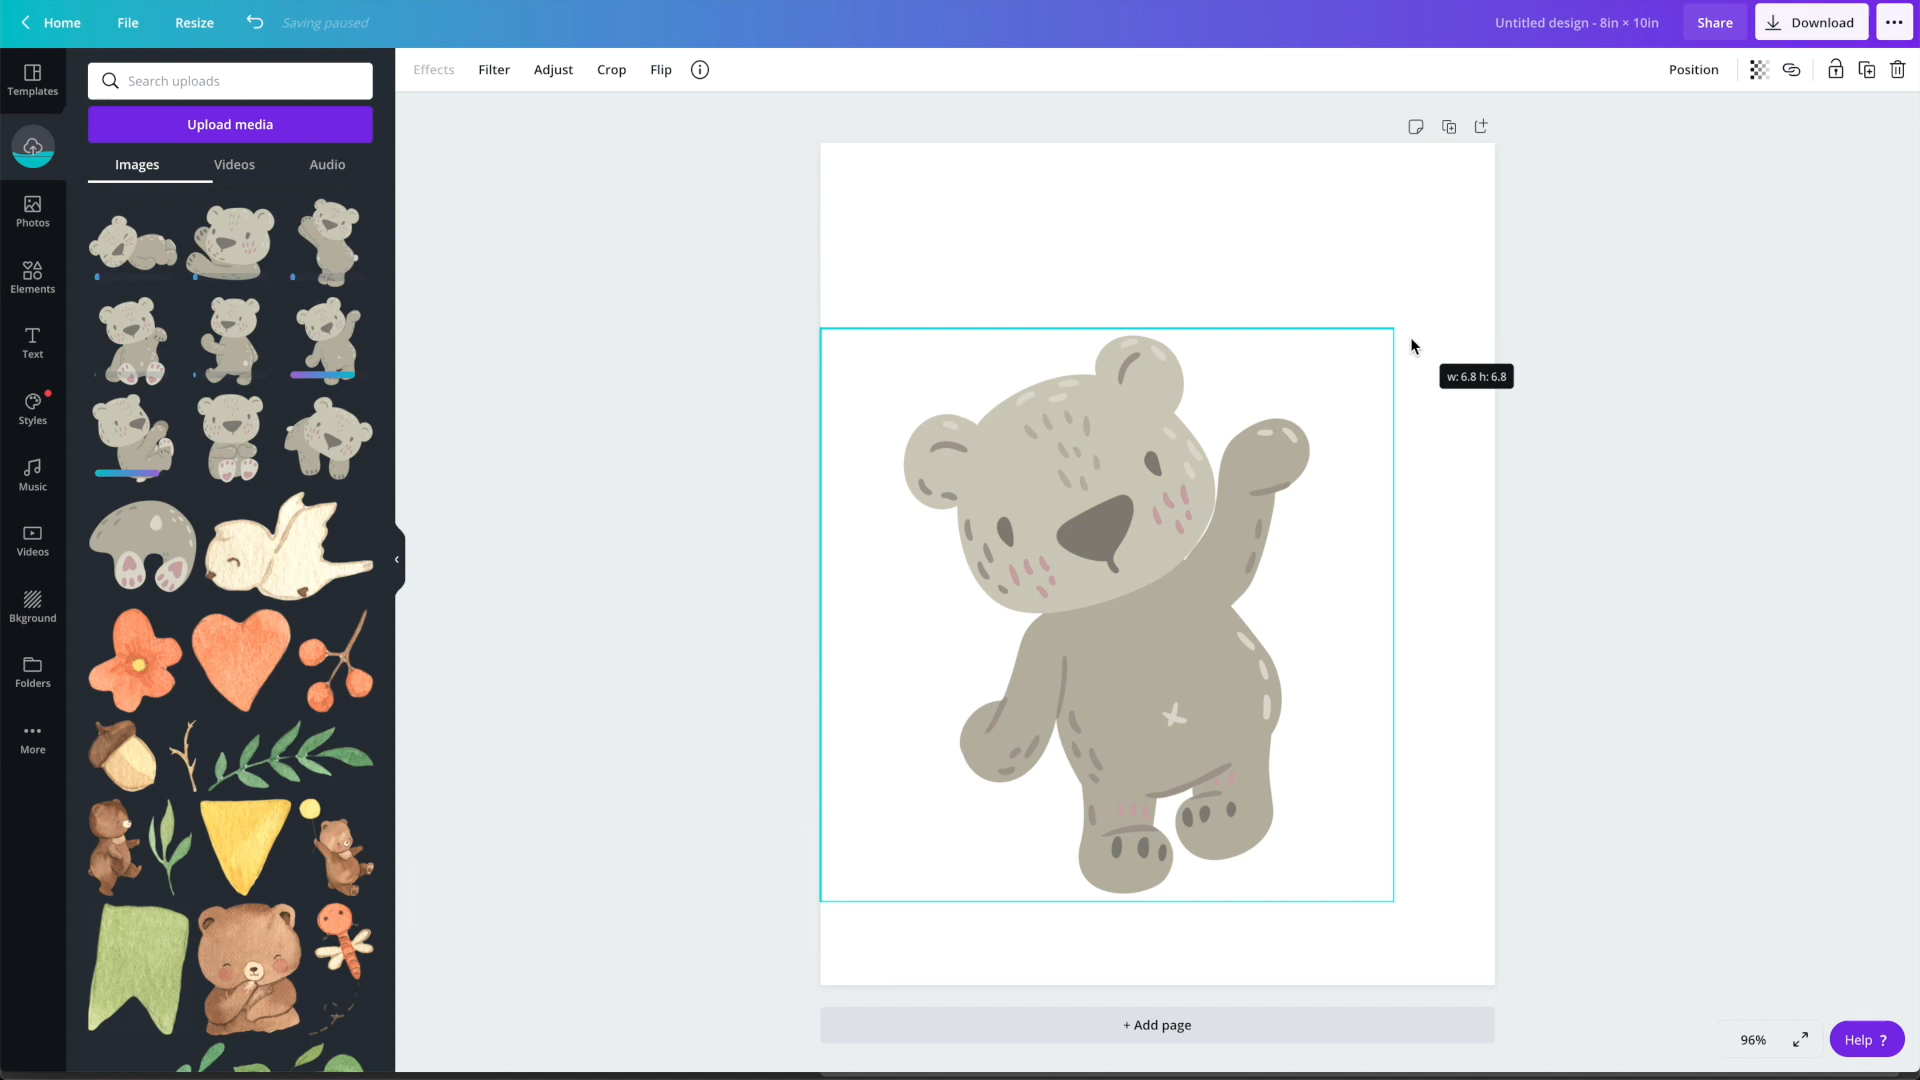 Home
File
Resize
Saving paused
Untitled design - 8in × 10in
Share
Download
Templates
Photos
Elements
Text
Styles
Music
Videos
Bkground
Folders
More
Search uploads
Upload media
Images
Videos
Audio
Effects
Filter
Adjust
Crop
Flip
Position
w: 6.8 h: 6.8
+ Add page
96%
Help ?